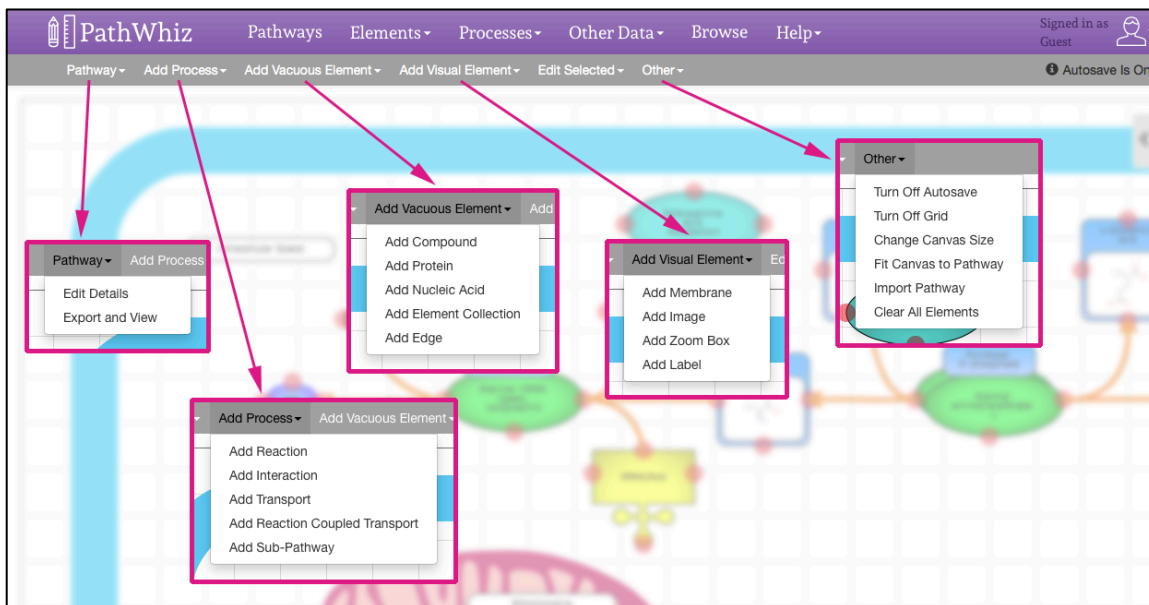 PathWhiz Pathways Elements Processes Other Data Browse Help Signed in as Guest
Pathway Add Process Add Vacuous Element Add Visual Element Edit Selected Other Autosave Is On
Other
Turn Off Autosave
Turn Off Grid
Change Canvas Size
Fit Canvas to Pathway
Import Pathway
Clear All Elements
Add Vacuous Element Add
Add Compound
Add Protein
Add Nucleic Acid
Add Element Collection
Add Edge
Pathway Add Process
Edit Details
Export and View
Add Visual Element Ed
Add Membrane
Add Image
Add Zoom Box
Add Label
Add Process Add Vacuous Element
Add Reaction
Add Interaction
Add Transport
Add Reaction Coupled Transport
Add Sub-Pathway